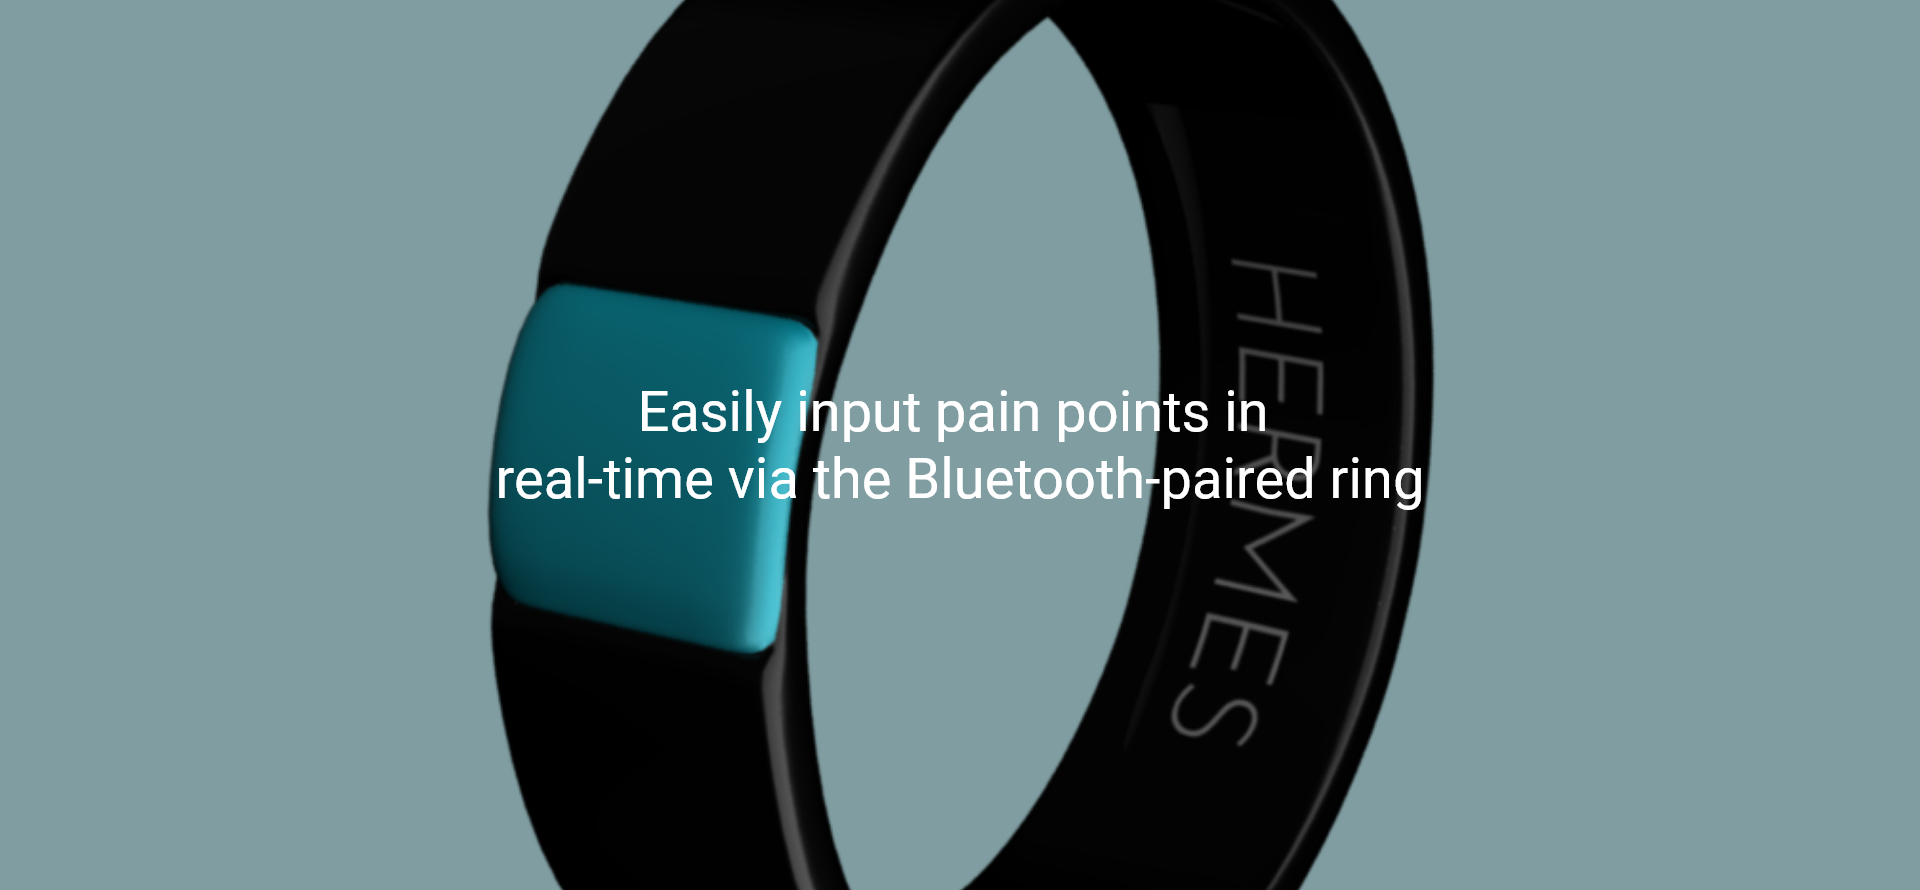 Easily input pain points in
real-time via the Bluetooth-paired ring
HERMES